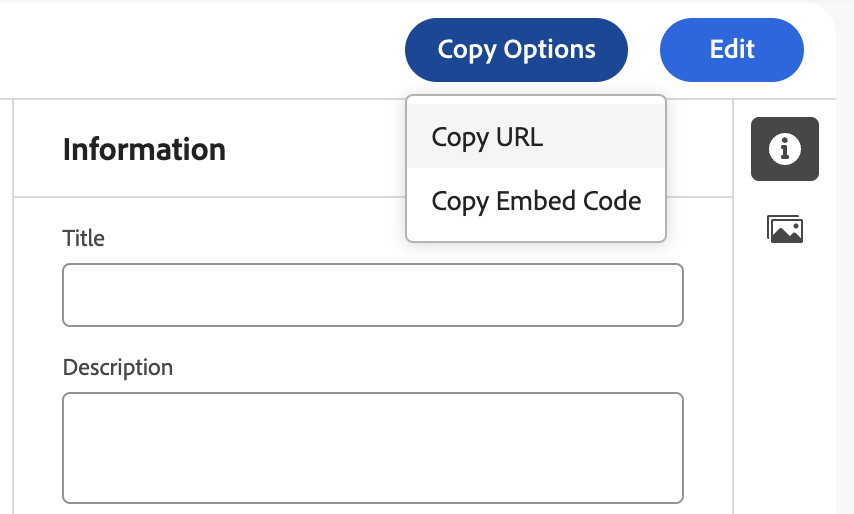 Copy Options
Edit
Copy URL
Copy Embed Code
Information
Title
Description